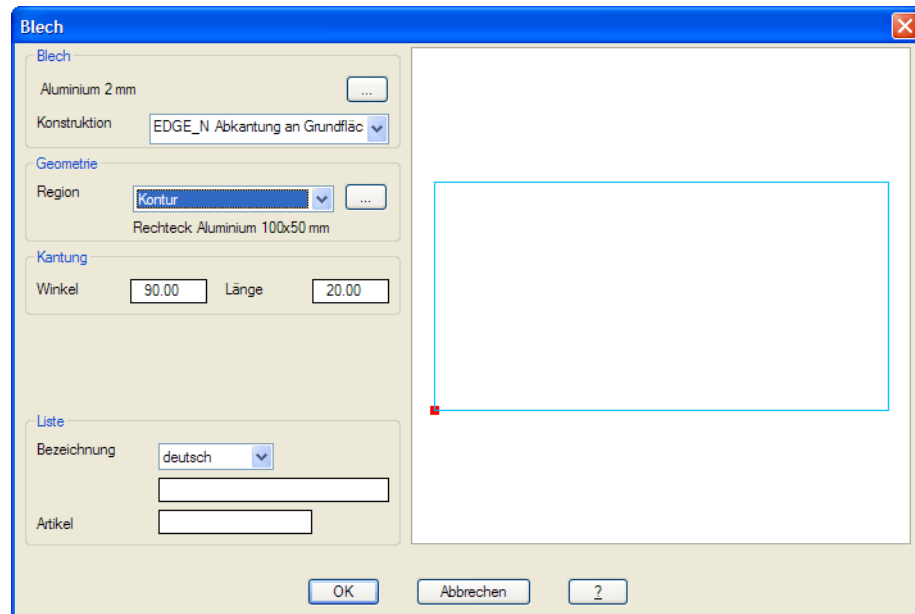 Blech
Blech
Aluminium 2 mm
...
Konstruktion
EDGE_N Abkantung an Grundfläc
Geometrie
Region
Kontur
...
Rechteck Aluminium 100x50 mm
Kantung
Winkel
90.00
Länge
20.00
Liste
Bezeichnung
deutsch
Artikel
OK
Abbrechen
?